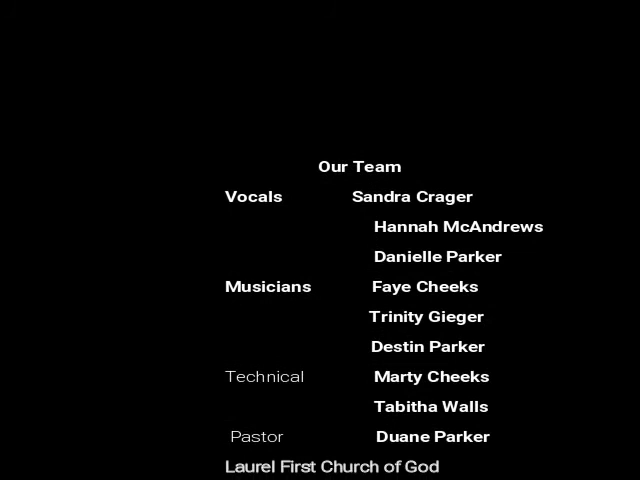 Our Team
Vocals Sandra Crager
Hannah McAndrews
Danielle Parker
Musicians Faye Cheeks
Trinity Gieger
Destin Parker
Technical Marty Cheeks
Tabitha Walls
Pastor Duane Parker
Laurel First Church of God